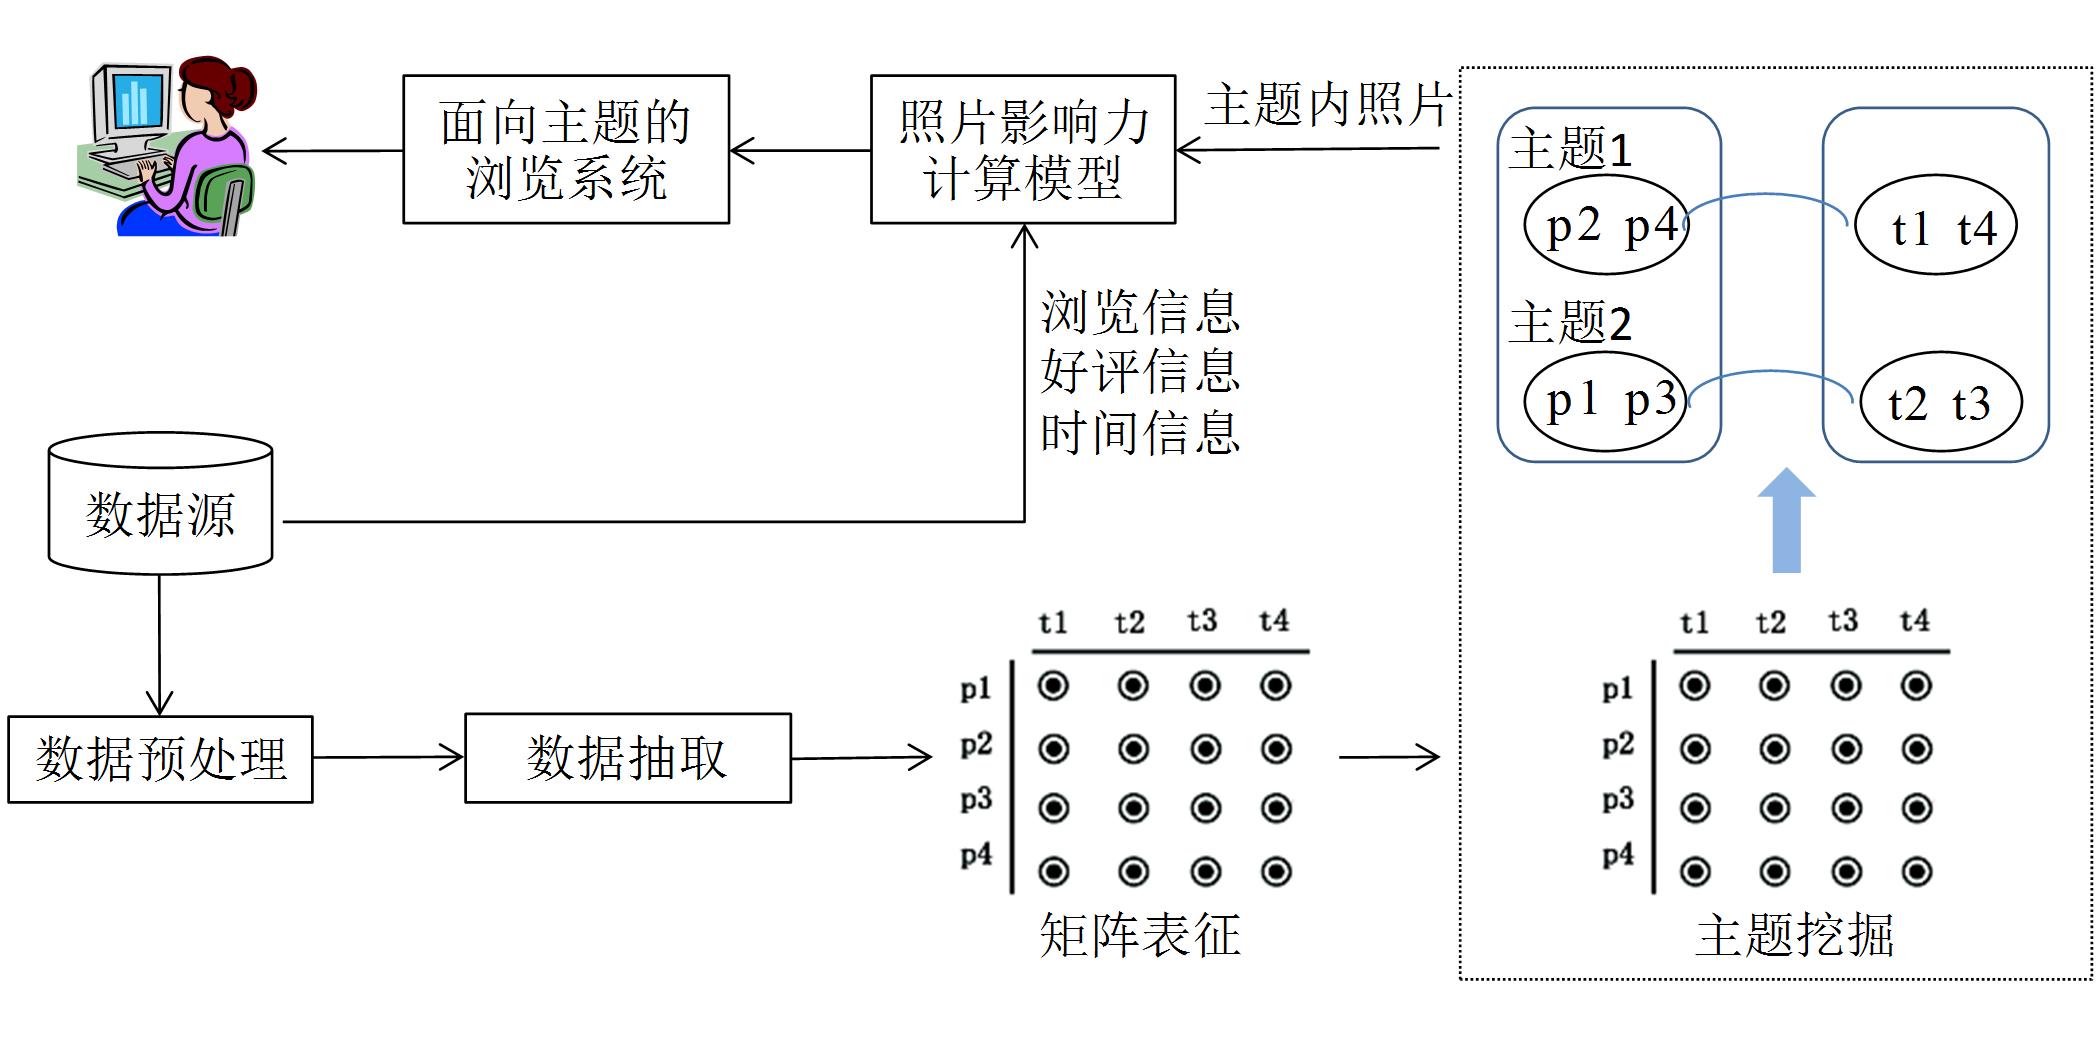 面向主题的
浏览系统
照片影响力
计算模型
主题内照片
主题1
p2 p4
t1 t4
主题2
p1 p3
t2 t3
浏览信息
好评信息
时间信息
数据源
数据预处理
数据抽取
t1 t2 t3 t4
p1
p2
p3
p4
矩阵表征
t1 t2 t3 t4
p1
p2
p3
p4
主题挖掘